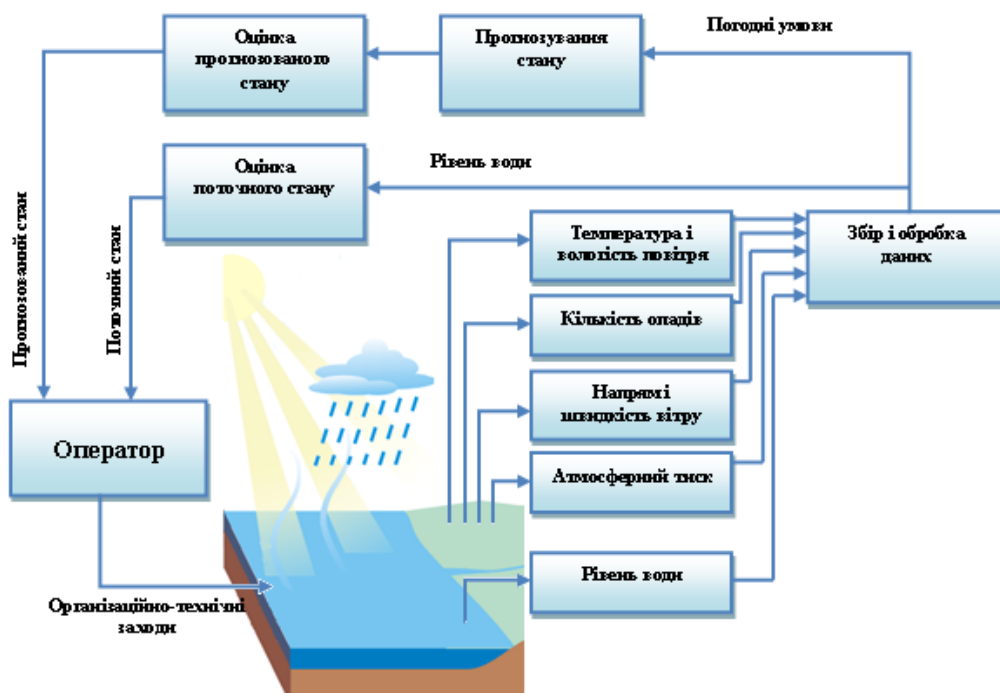 Оцінка
прогнозованого
стану
Прогнозування
стану
Погодні умови
Оцінка
поточного стану
Рівень води
Прогнозований стан
Поточний стан
Температура і
вологість повітря
Збір і обробка
даних
Кількість опадів
Напрям і
швидкість вітру
Оператор
Атмосферний тиск
Рівень води
Організаційно-технічні
заходи